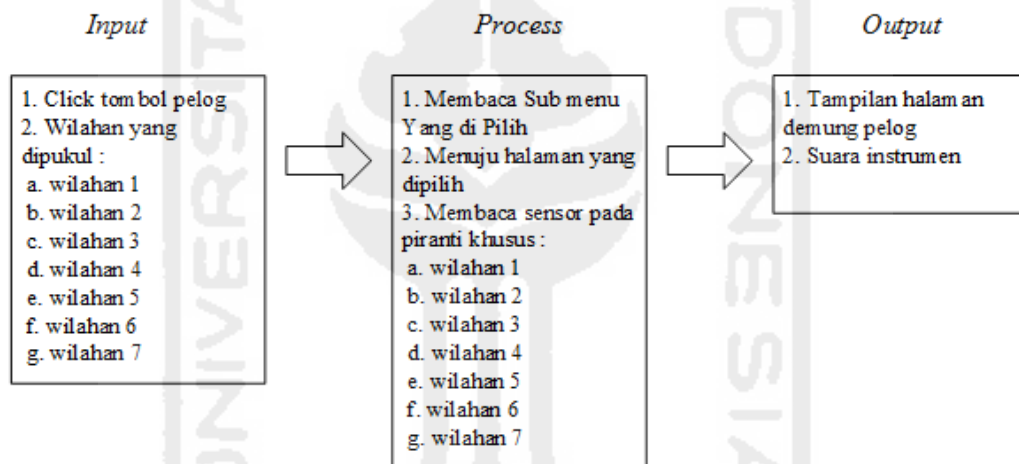 Input
1. Click tombol pelog
2. Wilahan yang
dipukul :
a. wilahan 1
b. wilahan 2
c. wilahan 3
d. wilahan 4
e. wilahan 5
f. wilahan 6
g. wilahan 7
Process
1. Membaca Sub menu
Yang di Pilih
2. Menuju halaman yang
dipilih
3. Membaca sensor pada
piranti khusus :
a. wilahan 1
b. wilahan 2
c. wilahan 3
d. wilahan 4
e. wilahan 5
f. wilahan 6
g. wilahan 7
Output
1. Tampilan halaman
demung pelog
2. Suara instrumen